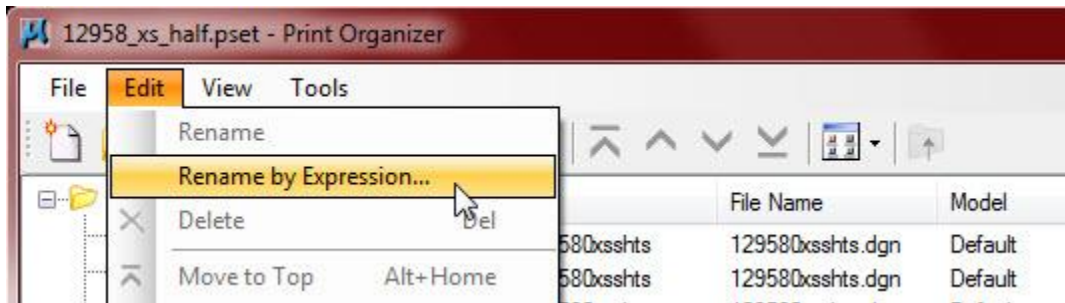 12958_xs_half.pset - Print Organizer
File Edit View Tools
Rename
Rename by Expression...
File Name Model
Delete Del
580xsshts 129580xsshts.dgn Default
Move to Top Alt+Home
129580xsshts.dgn Default